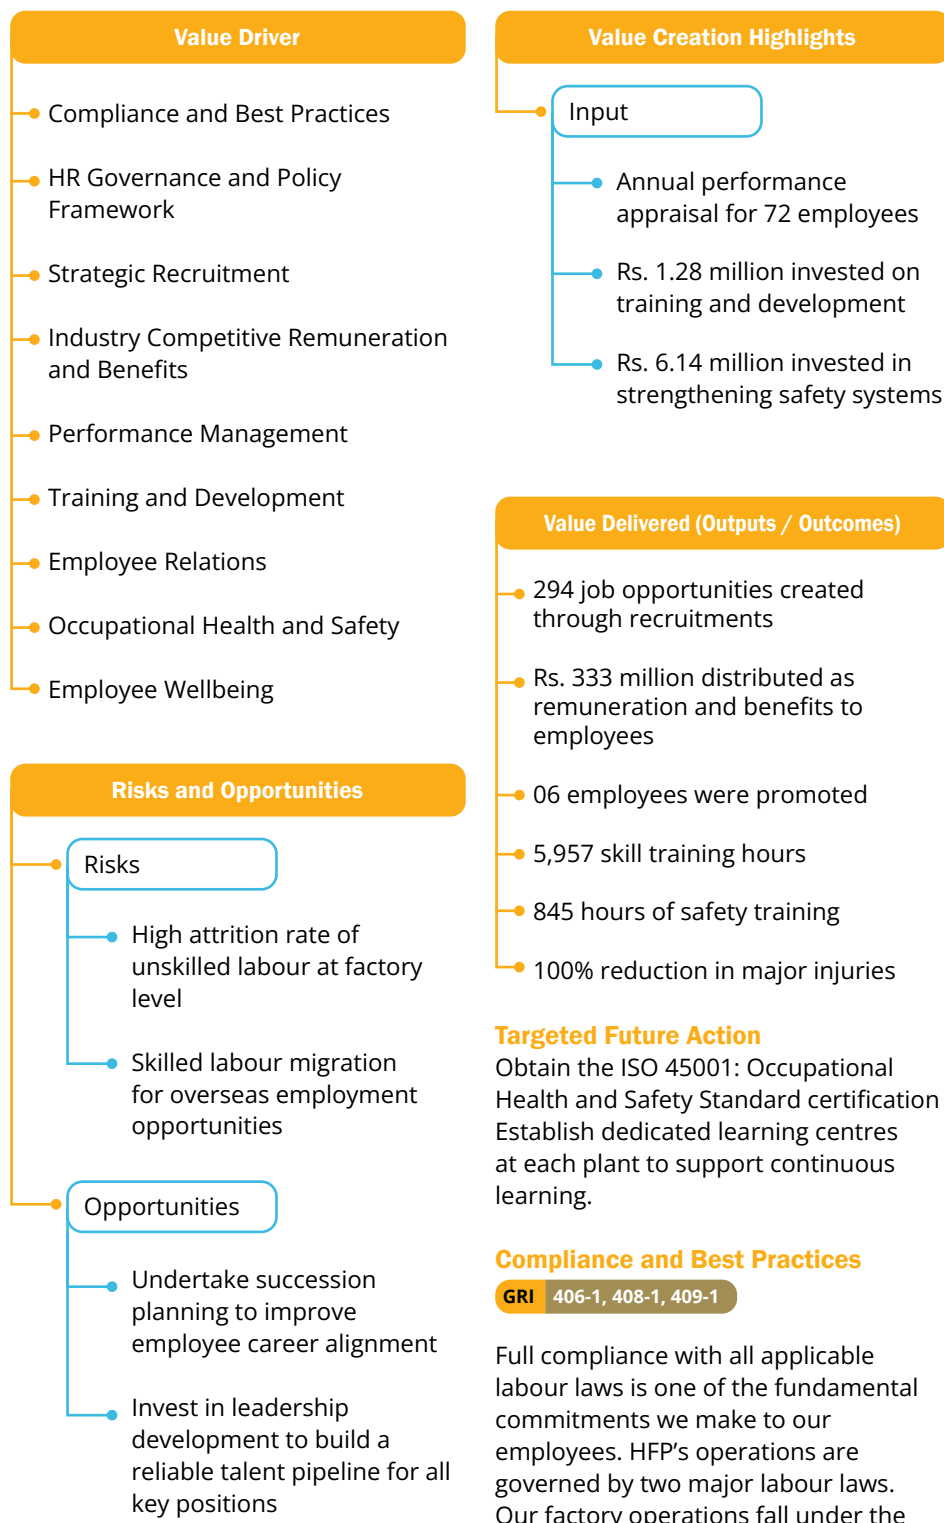 Value Driver
Compliance and Best Practices
HR Governance and Policy
Framework
Strategic Recruitment
Industry Competitive Remuneration
and Benefits
Performance Management
Training and Development
Employee Relations
Occupational Health and Safety
Employee Wellbeing
Risks and Opportunities
Risks
High attrition rate of
unskilled labour at factory
level
Skilled labour migration
for overseas employment
opportunities
Opportunities
Undertake succession
planning to improve
employee career alignment
Invest in leadership
development to build a
reliable talent pipeline for all
key positions
Value Creation Highlights
Input
Annual performance
appraisal for 72 employees
Rs. 1.28 million invested on
training and development
Rs. 6.14 million invested in
strengthening safety systems
Value Delivered (Outputs / Outcomes)
294 job opportunities created
through recruitments
Rs. 333 million distributed as
remuneration and benefits to
employees
06 employees were promoted
5,957 skill training hours
845 hours of safety training
100% reduction in major injuries
Targeted Future Action
Obtain the ISO 45001: Occupational
Health and Safety Standard certification
Establish dedicated learning centres
at each plant to support continuous
learning.
Compliance and Best Practices
GRI 406-1, 408-1, 409-1
Full compliance with all applicable
labour laws is one of the fundamental
commitments we make to our
employees. HFP’s operations are
governed by two major labour laws.
Our factory operations fall under the